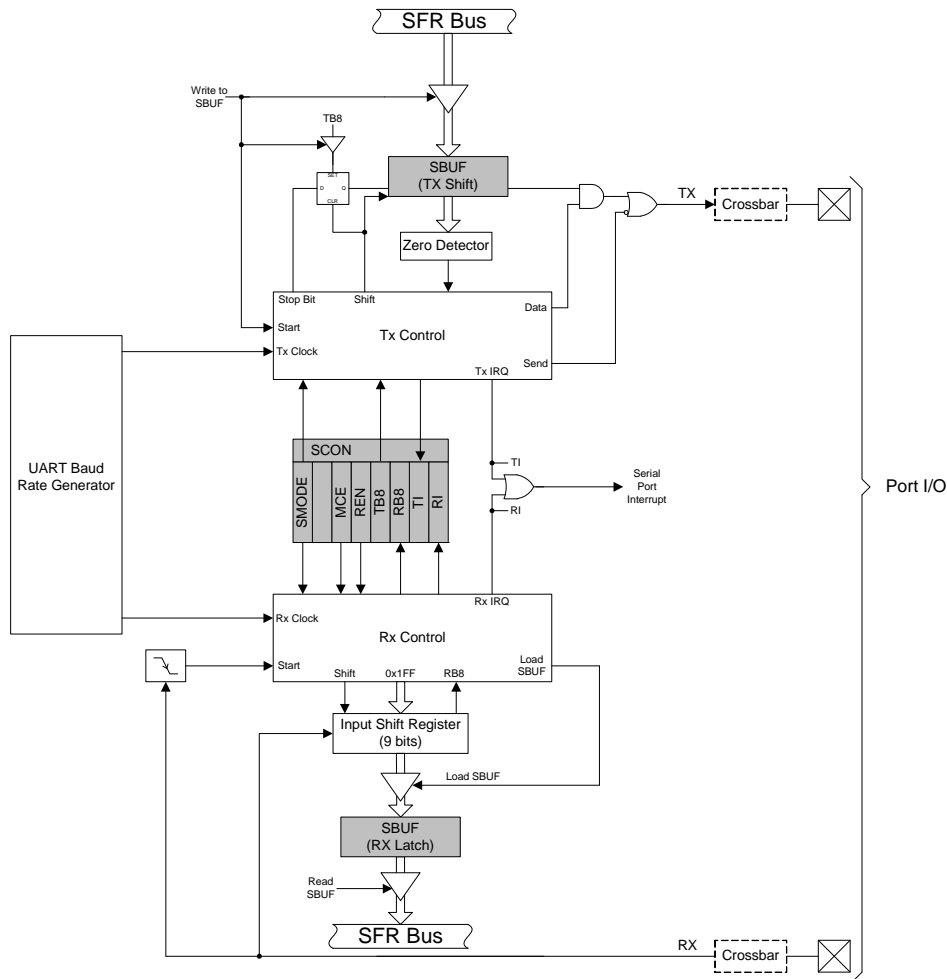 SFR Bus
Write to
SBUF
TB8
SBUF
(TX Shift)
SET
D
Q
CLR
TX
Crossbar
Zero Detector
Stop Bit
Shift
Data
Start
Tx Control
Tx Clock
Send
Tx IRQ
UART Baud
Rate Generator
SCON
SMODE
MCE
REN
TB8
RB8
TI
RI
TI
RI
Serial
Port
Interrupt
Port I/O
Rx IRQ
Rx Clock
Rx Control
Start
Load
SBUF
Shift
0x1FF
RB8
Input Shift Register
(9 bits)
Load SBUF
SBUF
(RX Latch)
Read
SBUF
SFR Bus
RX
Crossbar